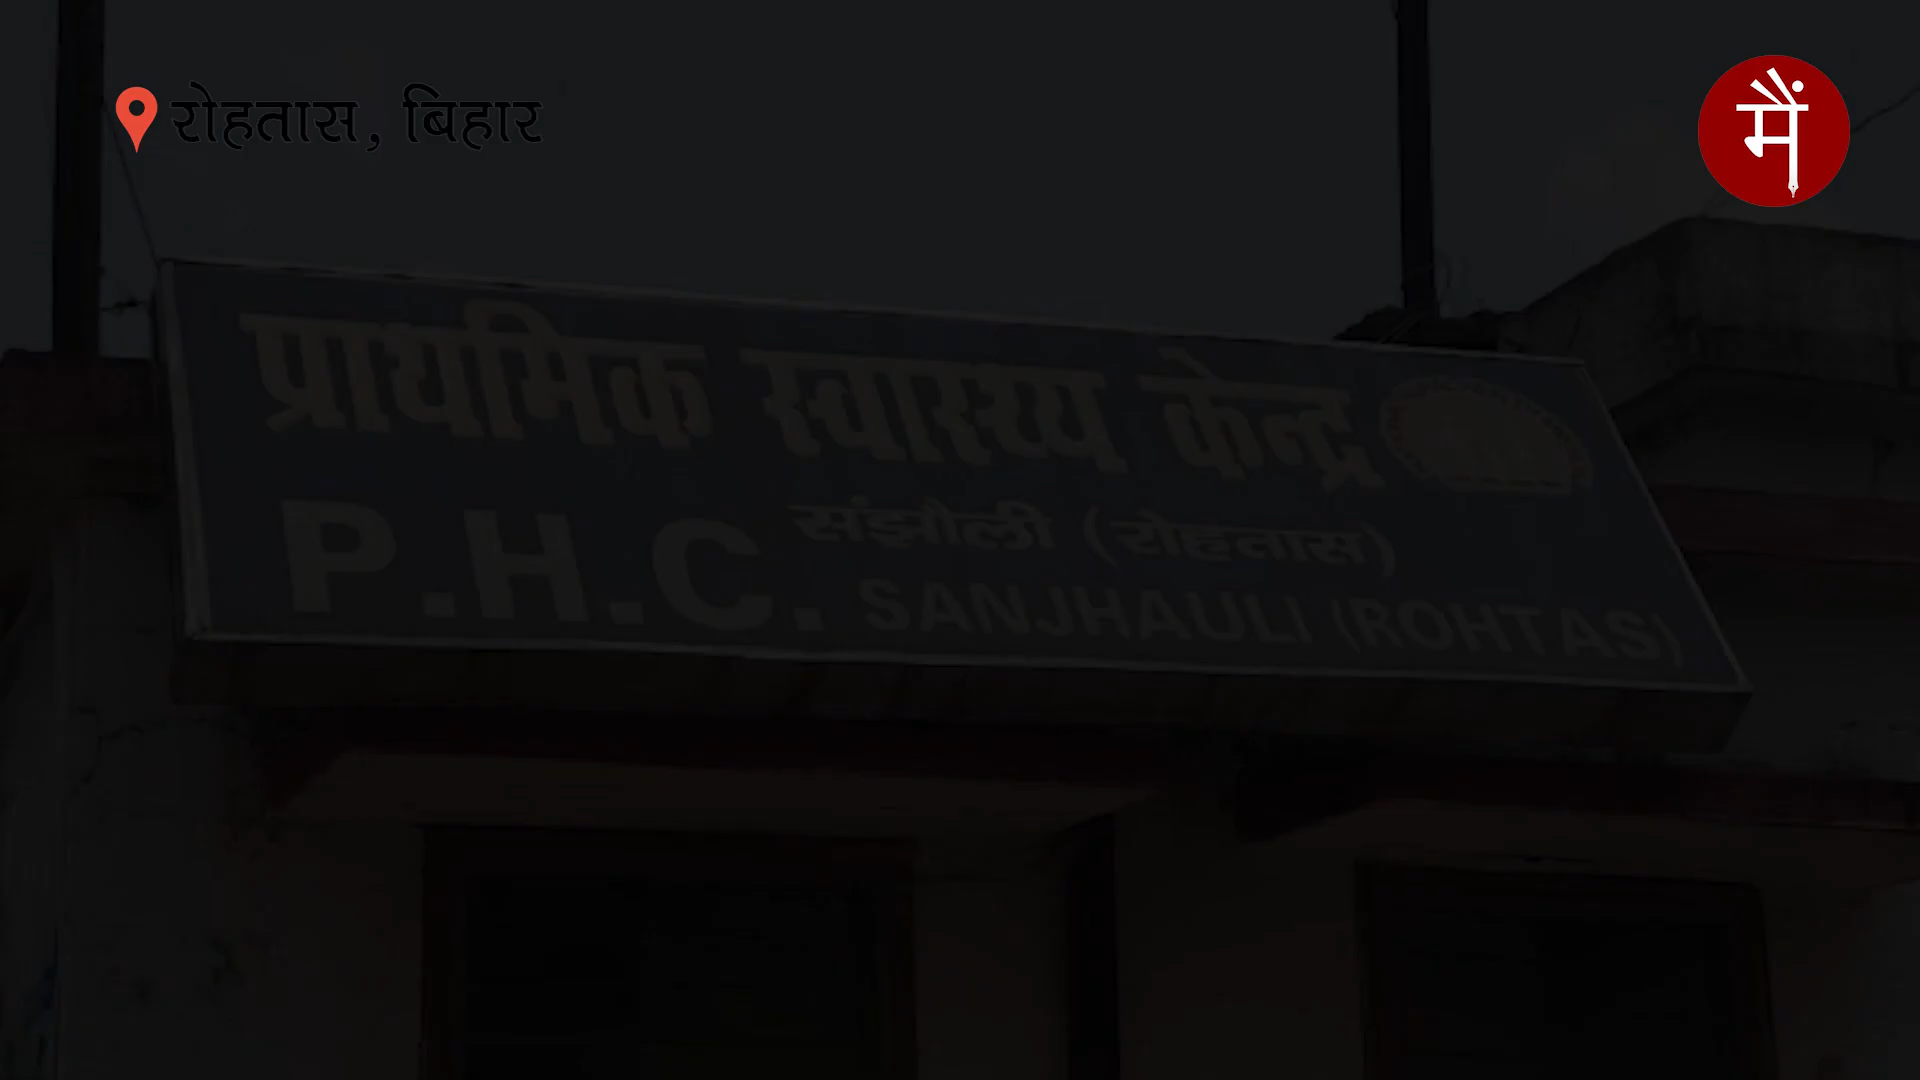 रोहतास, बिहार
में
प्राथमिक स्वास्थ्य केन्द्र
P.H.C. संझौली (रोहतास)
SANJHAULI (ROHTAS)